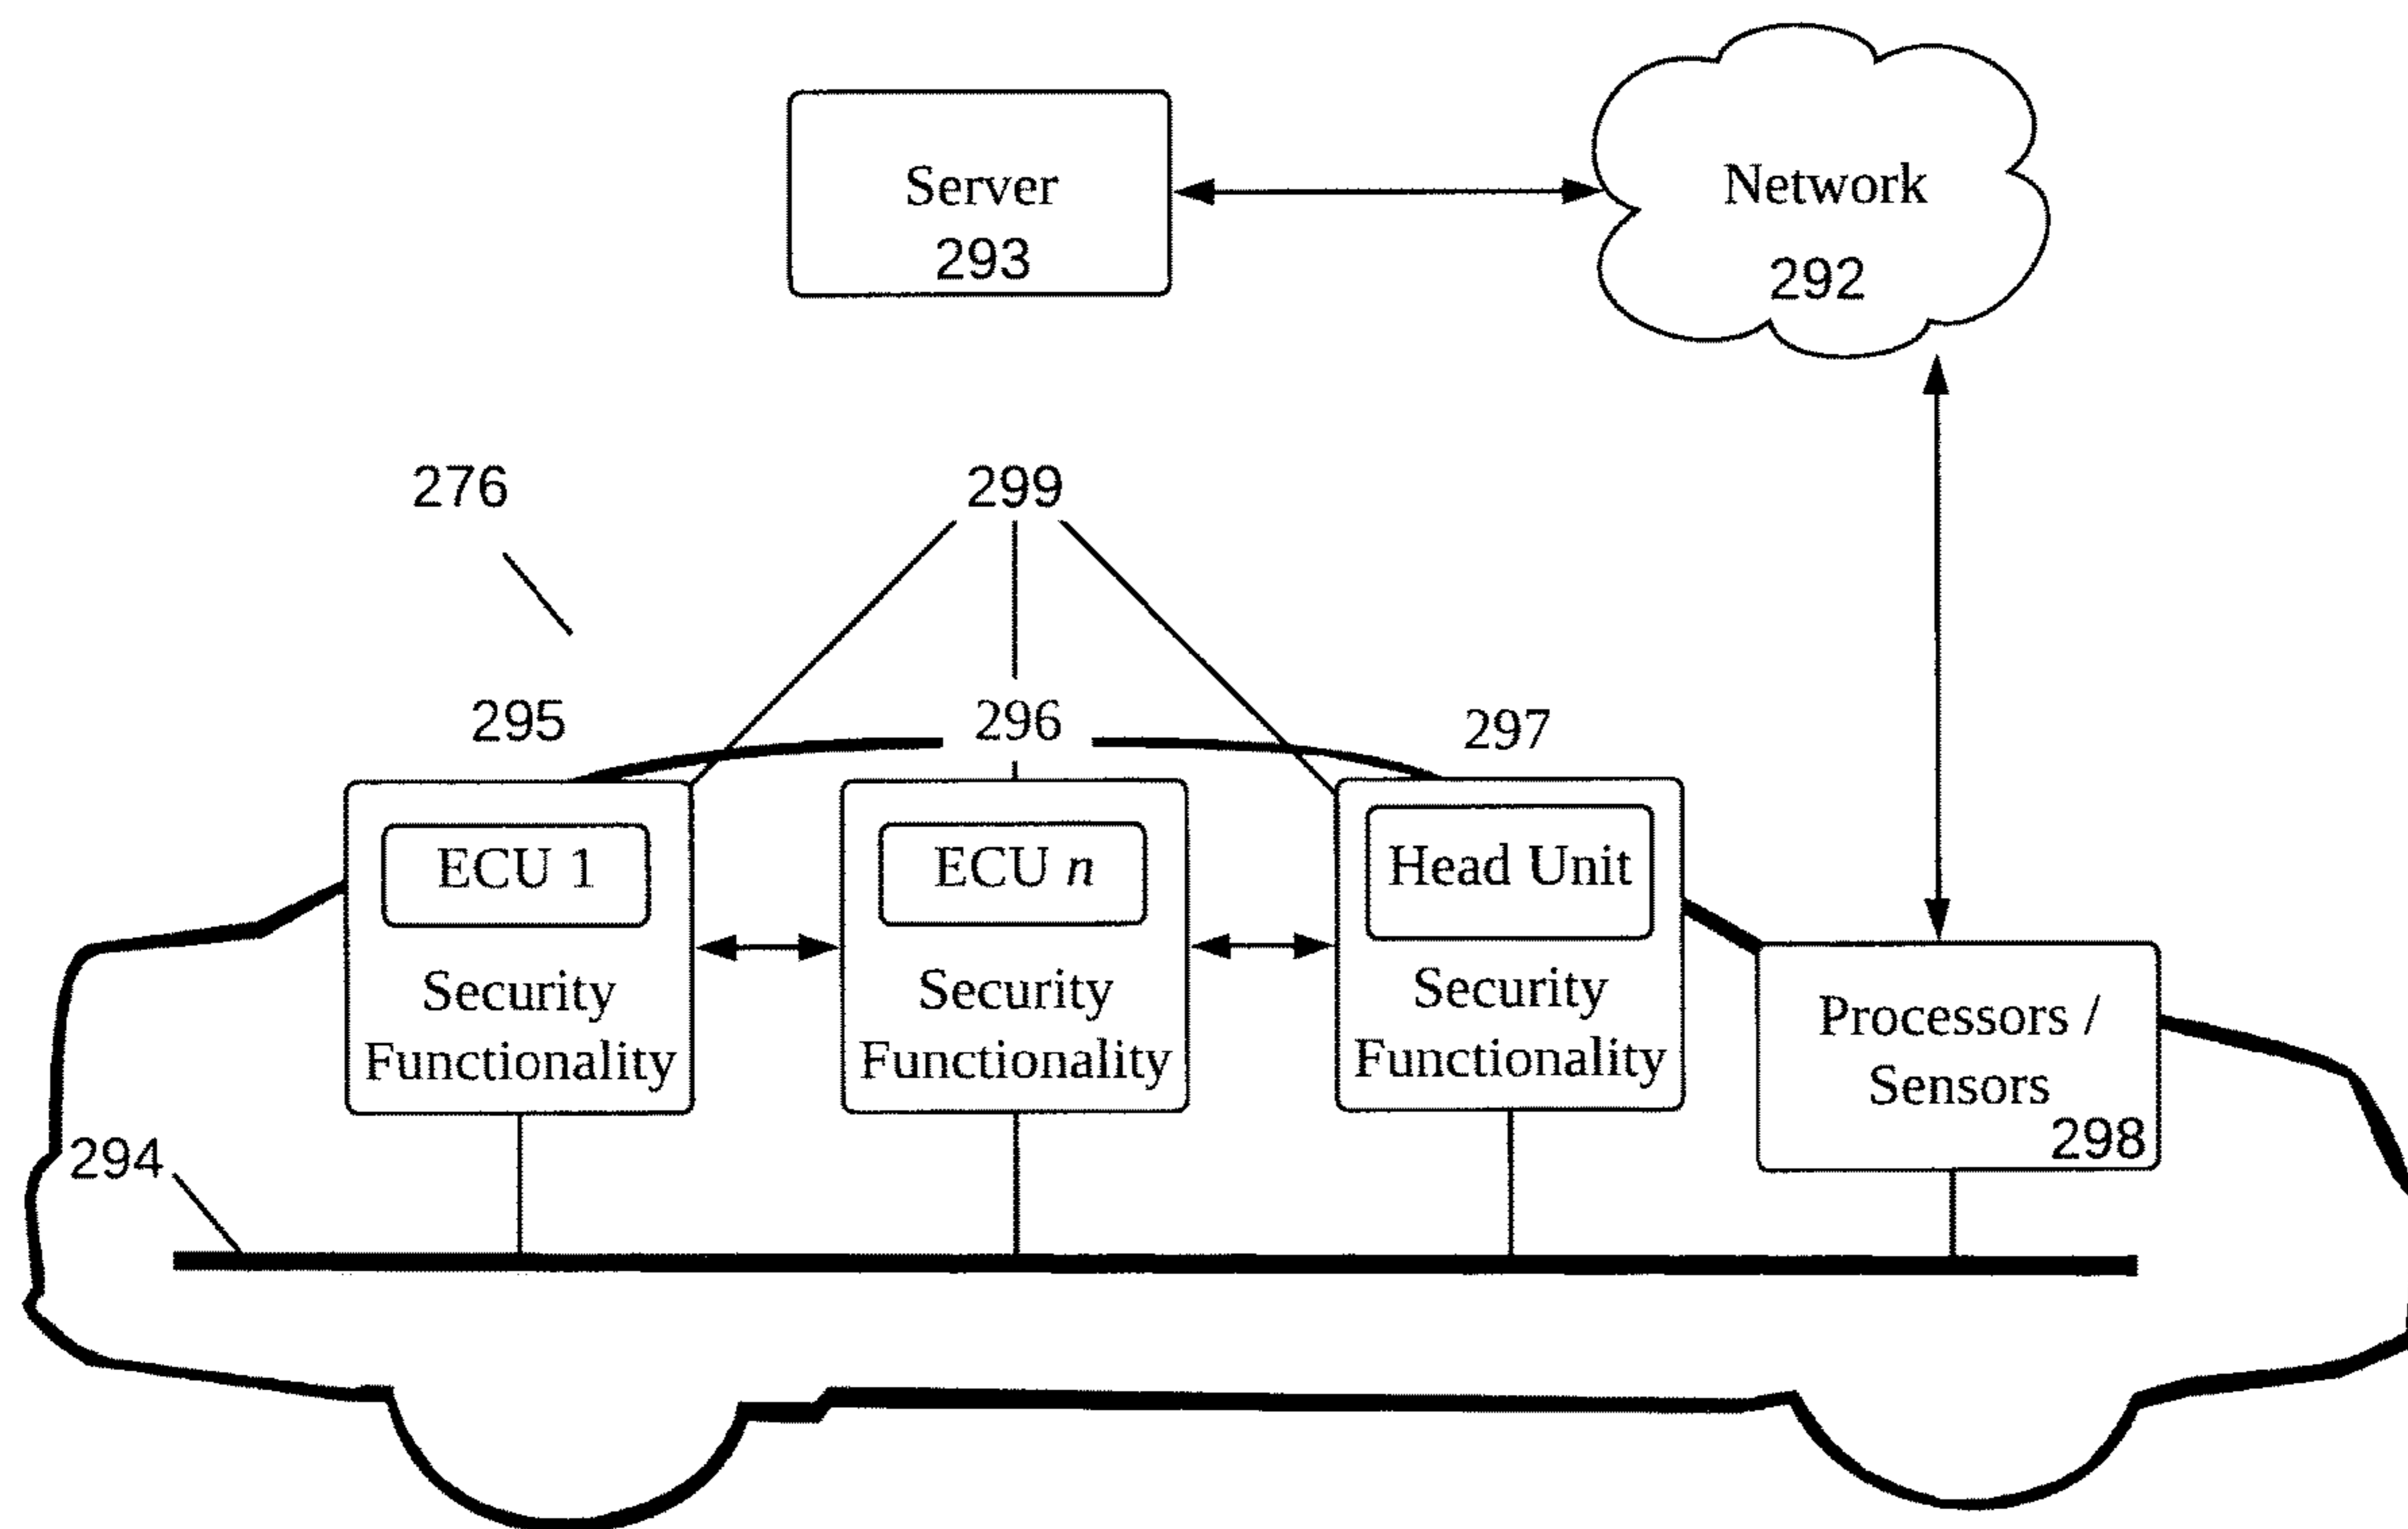 Server
293
Network
292
276
299
295
296
297
ECU 1
Security
Functionality
ECU n
Security
Functionality
Head Unit
Security
Functionality
Processors /
Sensors
298
294